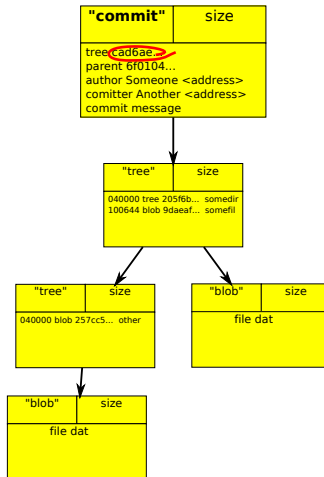 "commit" size
tree cad6ae...
parent 6f0104...
author Someone <address>
comitter Another <address>
commit message
"tree" size
040000 tree 205f6b... somedir
100644 blob 9daeaf... somefil
"tree" size
040000 blob 257cc5... other
"blob" size
file dat
"blob" size
file dat